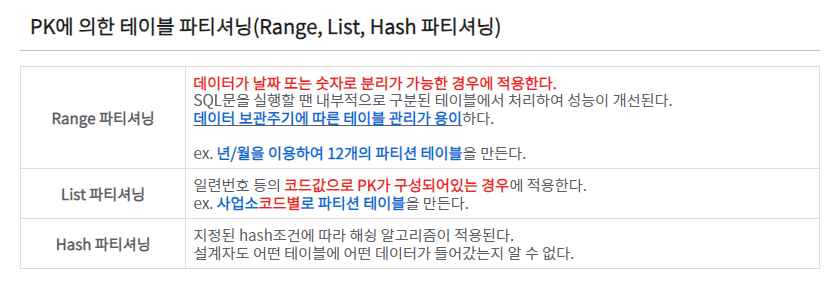 PK에 의한 테이블 파티셔닝(Range, List, Hash 파티셔닝)
Range 파티셔닝
데이터가 날짜 또는 숫자로 분리가 가능한 경우에 적용한다.
SQL문을 실행할 땐 내부적으로 구분된 테이블에서 처리하여 성능이 개선된다.
데이터 보관주기에 따른 테이블 관리가 용이하다.
ex. 년/월을 이용하여 12개의 파티션 테이블을 만든다.
List 파티셔닝
일련번호 등의 코드값으로 PK가 구성되어있는 경우에 적용한다.
ex. 사업소코드별로 파티션 테이블을 만든다.
Hash 파티셔닝
지정된 hash조건에 따라 해슁 알고리즘이 적용된다.
설계자도 어떤 테이블에 어떤 데이터가 들어갔는지 알 수 없다.